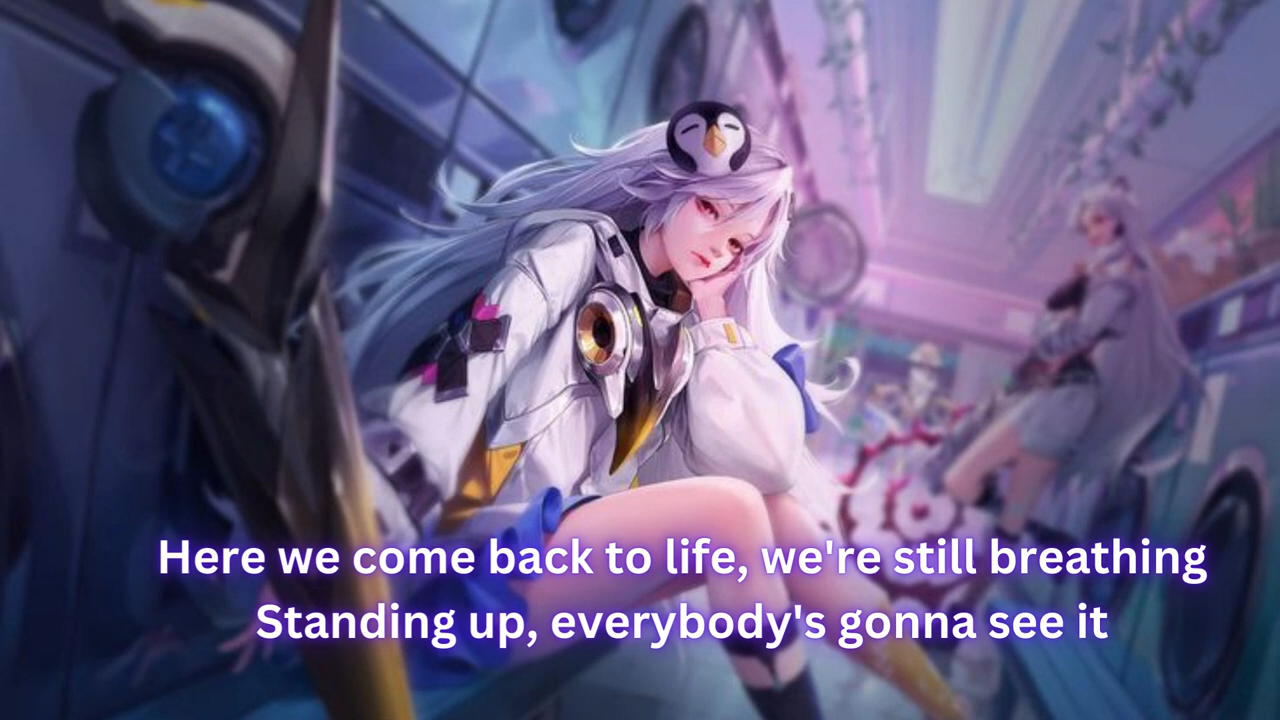 Here we come back to life, we're still breathing
Standing up, everybody's gonna see it